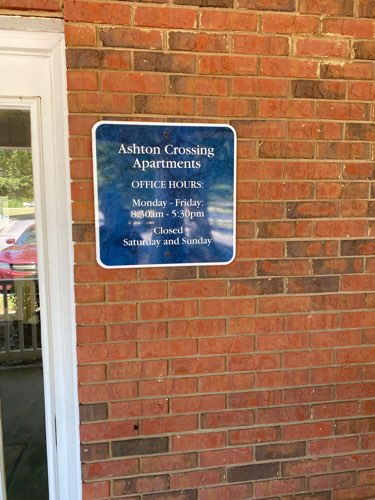 Ashton Crossing
Apartments
OFFICE HOURS:
Monday - Friday:
8:30am - 5:30pm
Closed
Saturday and Sunday